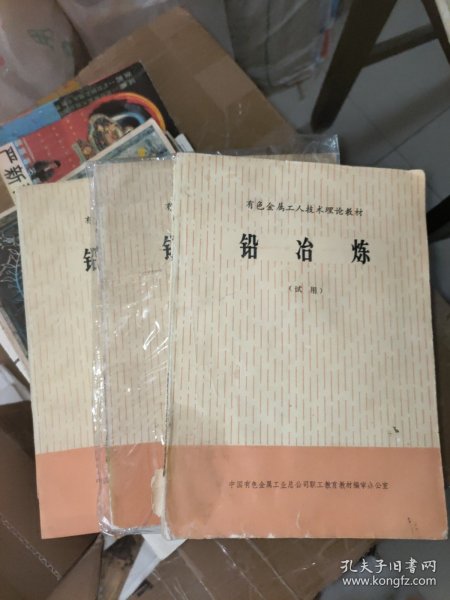 有色金属工人技术理论教材
铅冶炼
（试用）
中国有色金属工业总公司职工教育教材编审办公室
有
铅
孔夫子旧书网
www.kongfz.com